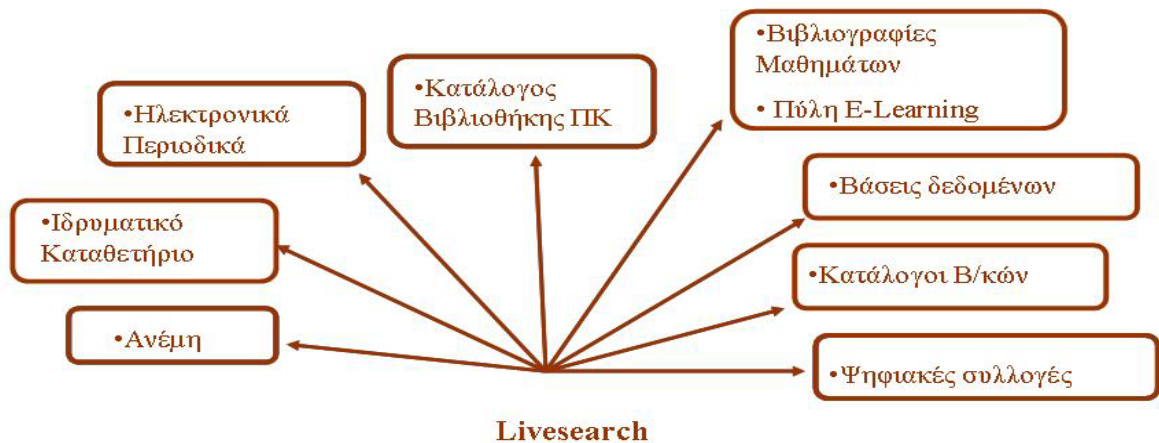 •Βιβλιογραφίες
Μαθημάτων
• Πύλη E-Learning
•Κατάλογος
Βιβλιοθήκης ΠΚ
•Ηλεκτρονικά
Περιοδικά
•Βάσεις δεδομένων
•Ιδρυματικό
Καταθετήριο
•Κατάλογοι Β/κών
•Ανέμη
•Ψηφιακές συλλογές
Livesearch